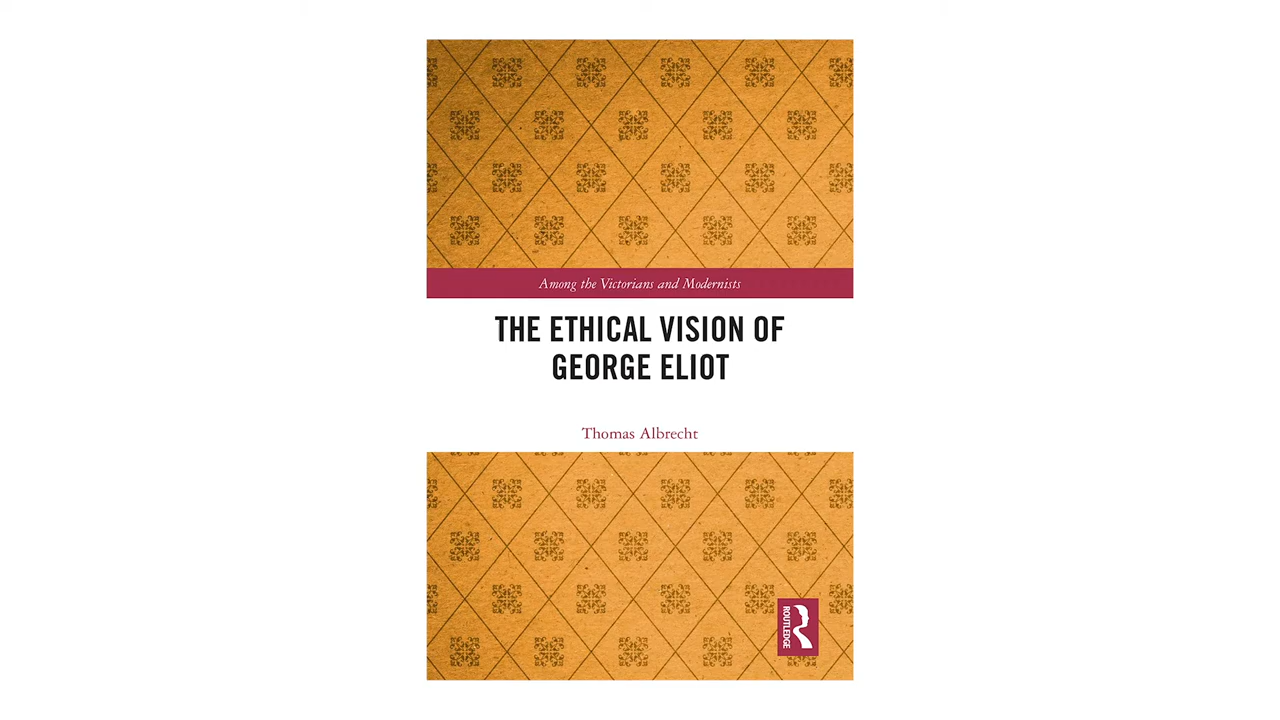 Among the Victorians and Modernists
THE ETHICAL VISION OF
GEORGE ELIOT
Thomas Albrecht
ROUTLEDGE